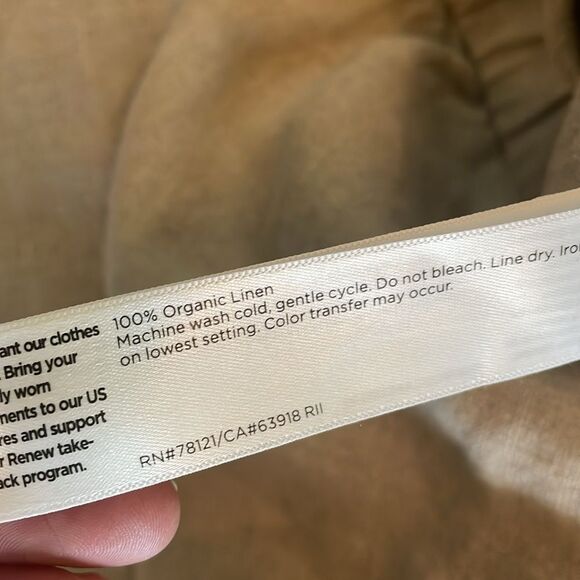 ant our clothes
Bring your
ly worn
ments to our US
res and support
r Renew take-
ack program.
100% Organic Linen
Machine wash cold, gentle cycle. Do not bleach. Line dry. Iron
on lowest setting. Color transfer may occur.
RN#78121/CA#63918 RII